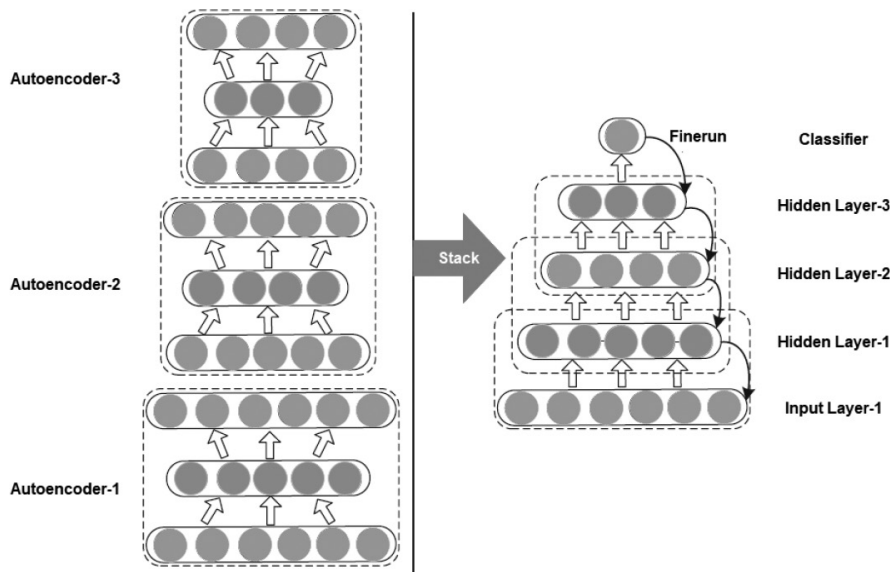 Autoencoder-3
Autoencoder-2
Autoencoder-1
Stack
Finerun
Classifier
Hidden Layer-3
Hidden Layer-2
Hidden Layer-1
Input Layer-1